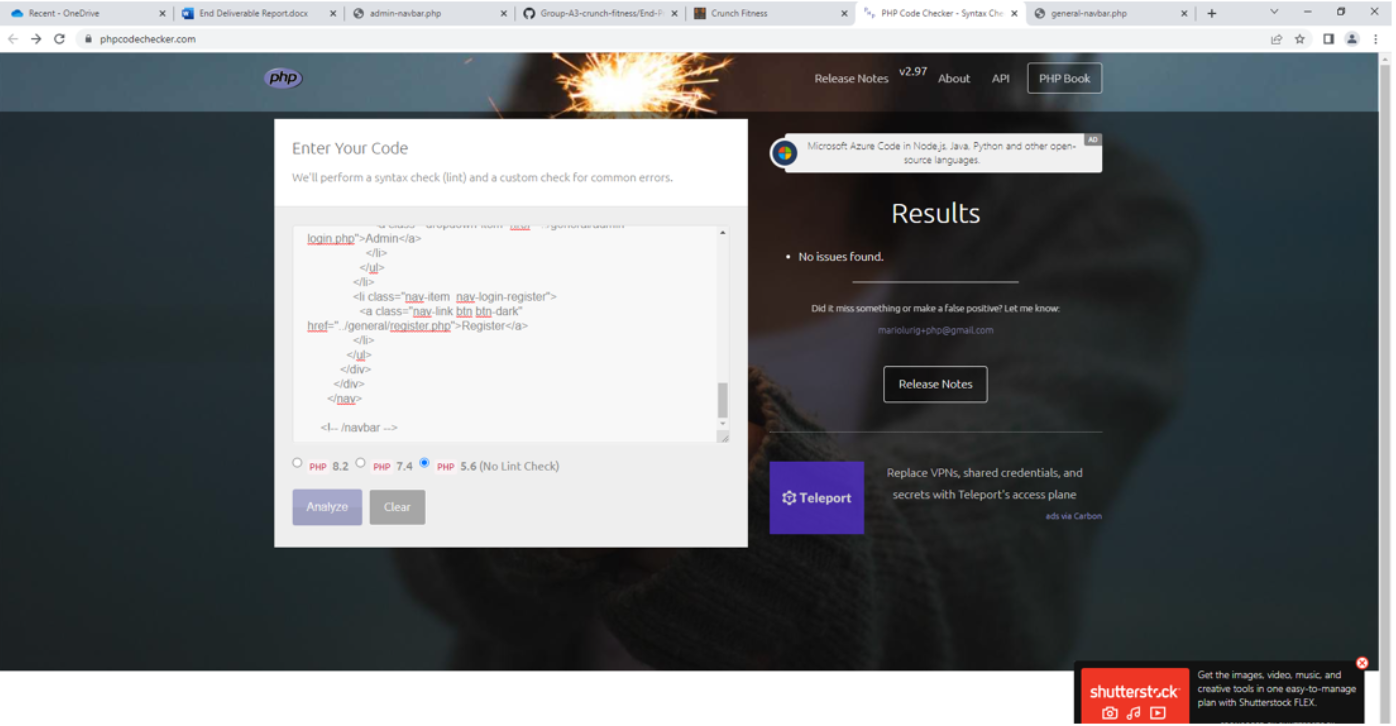 Recent - OneDrive
End Deliverable Report.docx
admin-navbar.php
Group-A3-crunch-fitness/End-P
Crunch Fitness
PHP Code Checker - Syntax Che
general-navbar.php
phpcodechecker.com
php
Release Notes v2.97 About API PHP Book
Enter Your Code
We'll perform a syntax check (lint) and a custom check for common errors.
login.php">Admin</a>
</li>
</ul>
</li>
<li class="nav-item nav-login-register">
<a class="nav-link btn btn-dark"
href="../general/register.php">Register</a>
</li>
</ul>
</div>
</div>
</nav>
<!-- /navbar -->
PHP 8.2 PHP 7.4 PHP 5.6 (No Lint Check)
Analyze Clear
AD
Microsoft Azure Code in Node.js, Java, Python and other open-
source languages.
Results
• No issues found.
Did it miss something or make a false positive? Let me know:
mariolurig+php@gmail.com
Release Notes
Teleport
Replace VPNs, shared credentials, and
secrets with Teleport's access plane
ads via Carbon
shutterstock
Get the images, video, music, and
creative tools in one easy-to-manage
plan with Shutterstock FLEX.